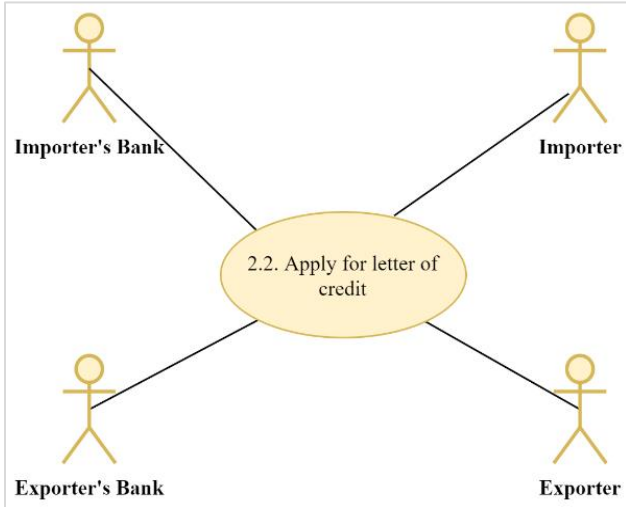 Importer's Bank
Importer
2.2. Apply for letter of
credit
Exporter's Bank
Exporter